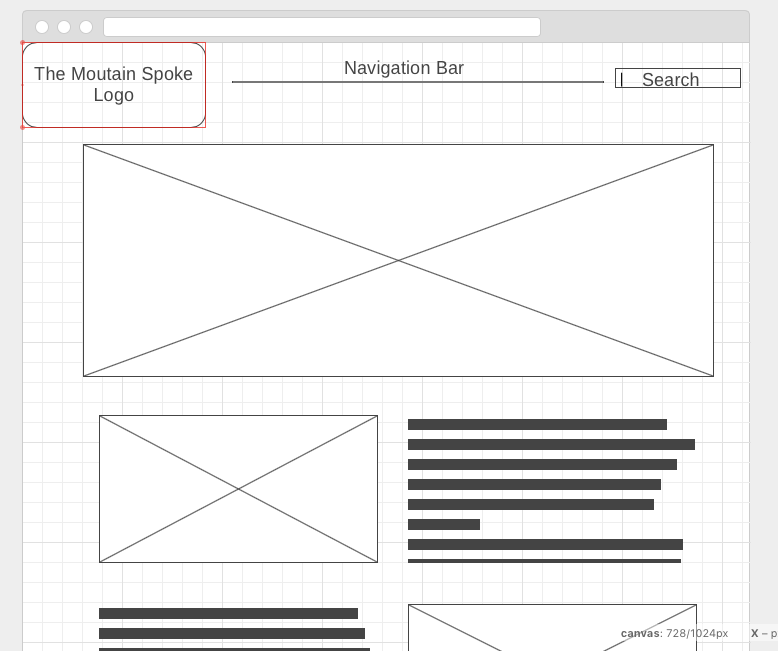 The Moutain Spoke
Logo
Navigation Bar
Search
canvas: 728/1024px
X – p